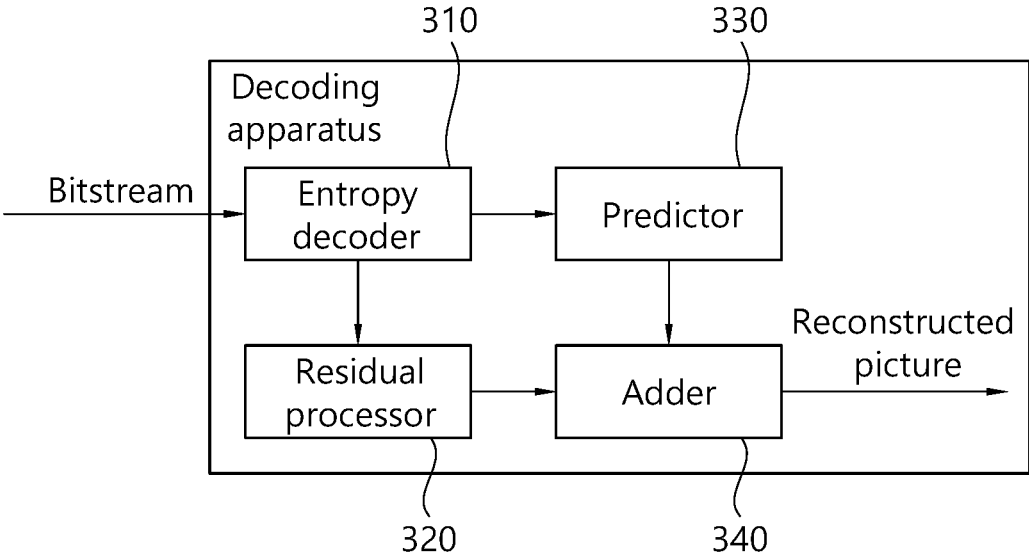 310
330
Decoding
apparatus
Bitstream
Entropy
decoder
Predictor
Residual
processor
Adder
Reconstructed
picture
320
340